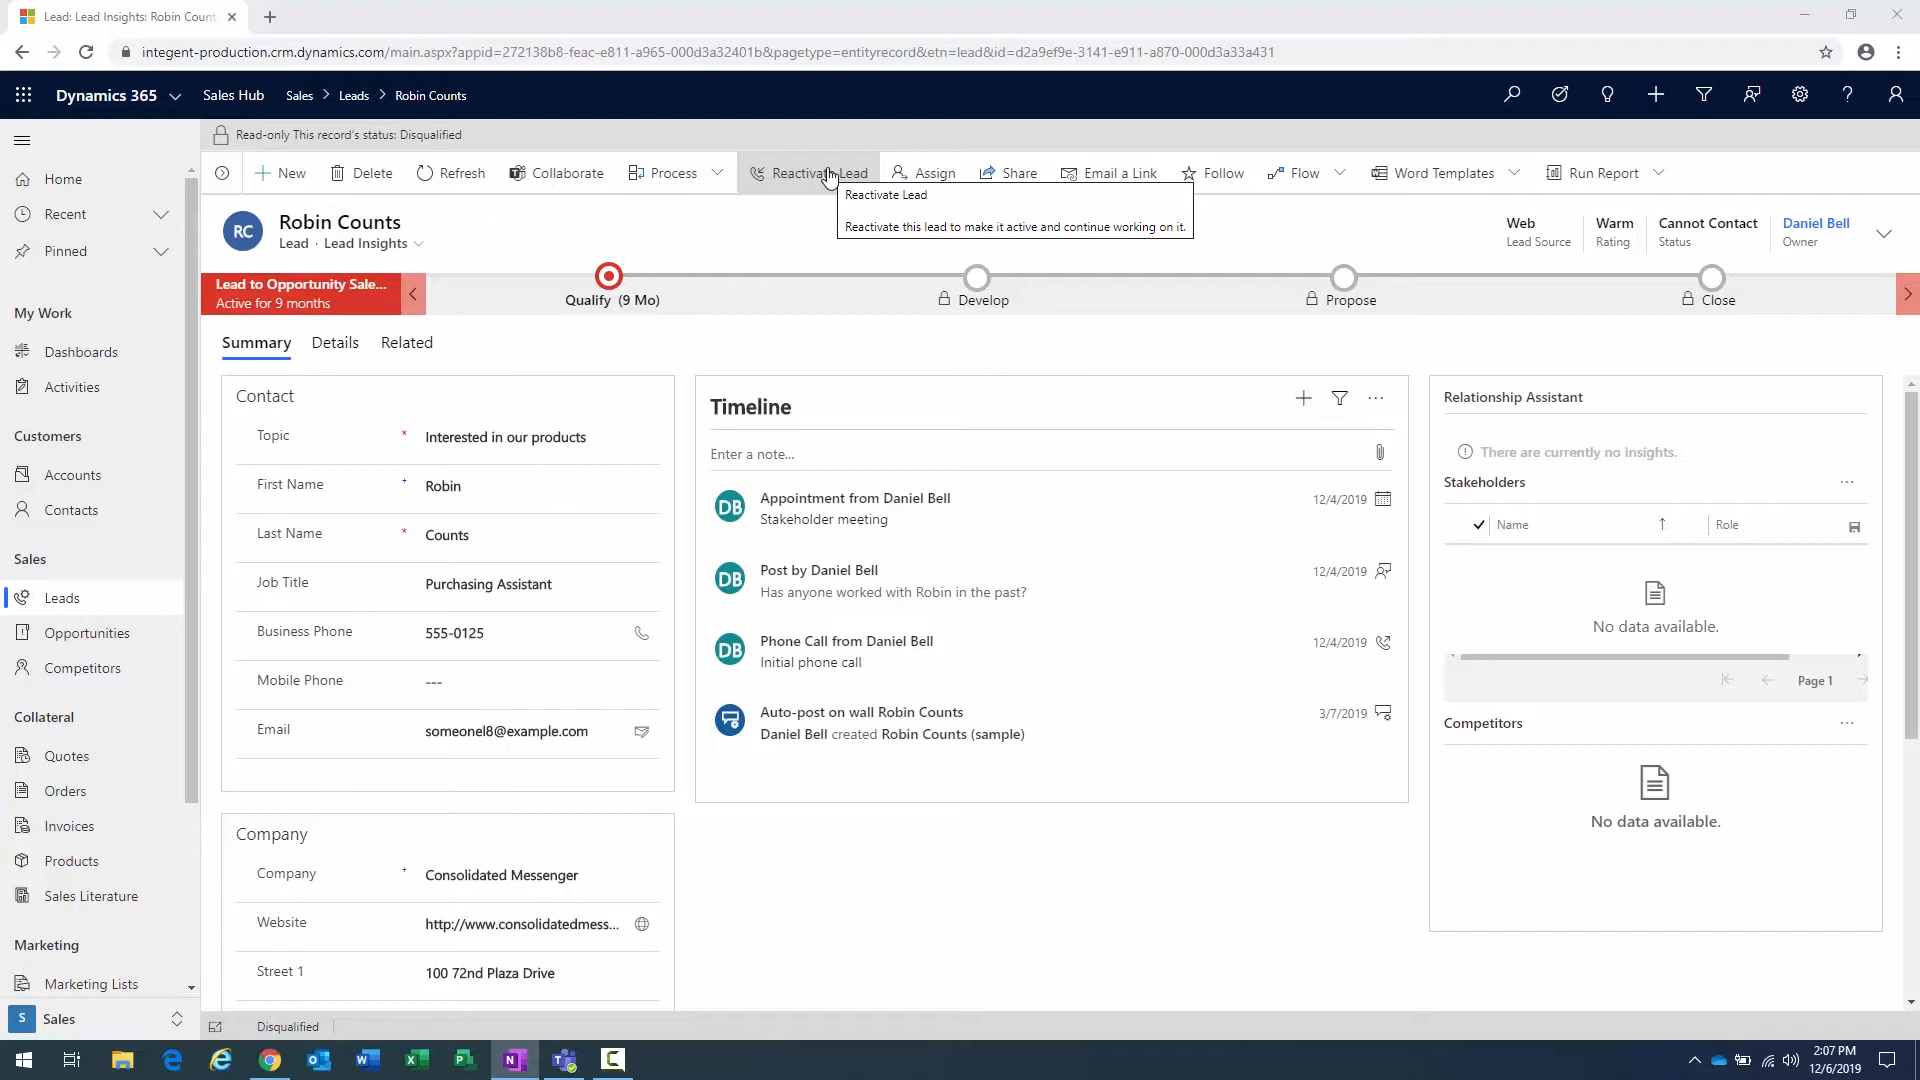 Lead: Lead Insights: Robin Count
integent-production.crm.dynamics.com/main.aspx?appid=272138b8-feac-e811-a965-000d3a32401b&pagetype=entityrecord&etn=lead&id=d2a9ef9e-3141-e911-a870-000d3a33a431
Dynamics 365
Sales Hub
Sales > Leads > Robin Counts
Read-only This record's status: Disqualified
New
Delete
Refresh
Collaborate
Process
Reactivate Lead
Assign
Share
Email a Link
Follow
Flow
Word Templates
Run Report
Reactivate Lead
Reactivate this lead to make it active and continue working on it.
Home
Recent
Pinned
My Work
Dashboards
Activities
Customers
Accounts
Contacts
Sales
Leads
Opportunities
Competitors
Collateral
Quotes
Orders
Invoices
Products
Sales Literature
Marketing
Marketing Lists
S Sales
RC
Robin Counts
Lead · Lead Insights
Web
Lead Source
Warm
Rating
Cannot Contact
Status
Daniel Bell
Owner
Lead to Opportunity Sale...
Active for 9 months
Qualify (9 Mo)
Develop
Propose
Close
Summary
Details
Related
Contact
Topic * Interested in our products
First Name + Robin
Last Name * Counts
Job Title Purchasing Assistant
Business Phone 555-0125
Mobile Phone ---
Email someonel8@example.com
Company
Company + Consolidated Messenger
Website http://www.consolidatedmess...
Street 1 100 72nd Plaza Drive
Timeline
Enter a note...
DB
Appointment from Daniel Bell 12/4/2019
Stakeholder meeting
DB
Post by Daniel Bell 12/4/2019
Has anyone worked with Robin in the past?
DB
Phone Call from Daniel Bell 12/4/2019
Initial phone call
Auto-post on wall Robin Counts 3/7/2019
Daniel Bell created Robin Counts (sample)
Relationship Assistant
There are currently no insights.
Stakeholders
Name
Role
No data available.
Page 1
Competitors
No data available.
Disqualified
2:07 PM
12/6/2019